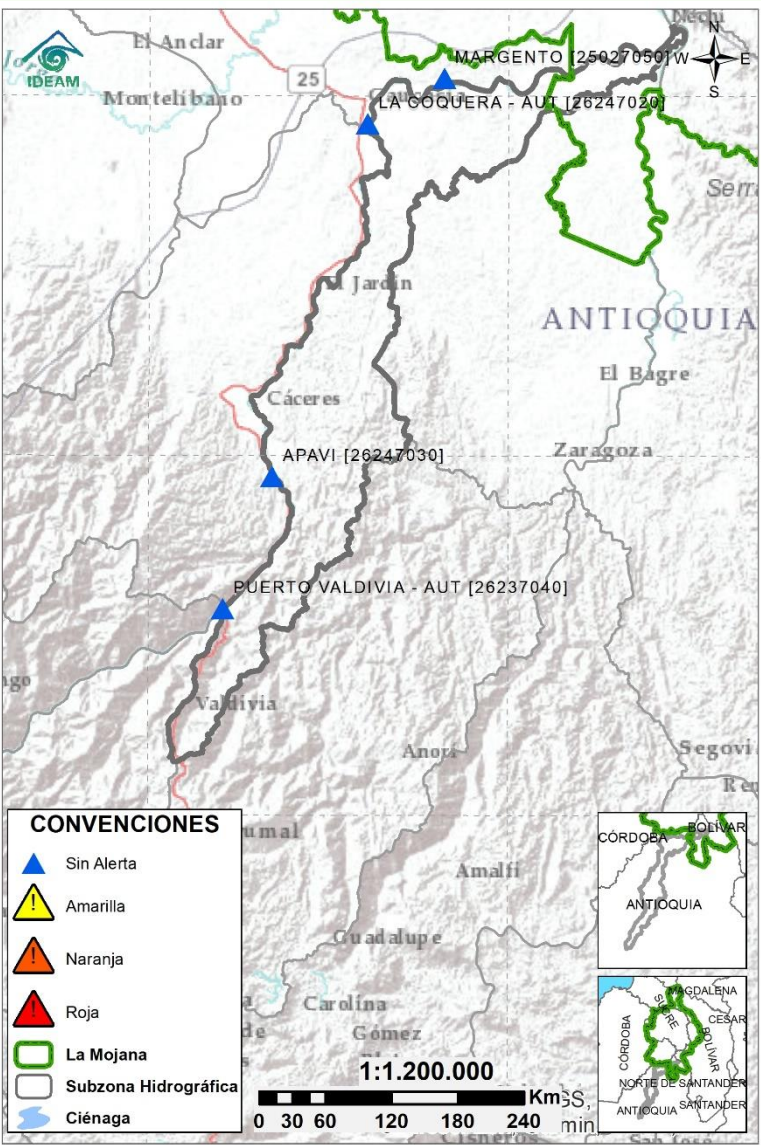 Nechí
N
W E
S
IDEAM
El Anclar
MARGENTO [25027050]
25
Montelíbano
LA COQUERA - AUT [26247020]
El Jardín
ANTIOQUIA
El Bagre
Cáceres
APAVI [26247030]
Zaragoza
PUERTO VALDIVIA - AUT [26237040]
Valdivia
Anorí
Segovi
Amalfi
Guadalupe
Carolina
Gómez
Cisneros
CONVENCIONES
Sin Alerta
Amarilla
Naranja
Roja
La Mojana
Subzona Hidrográfica
Ciénaga
1:1.200.000
Km
0 30 60 120 180 240
CÓRDOBA
BOLÍVAR
ANTIOQUIA
MAGDALENA
SUCRE
CESAR
CÓRDOBA
BOLÍVAR
NORTE DE SANTANDER
ANTIOQUIA
SANTANDER